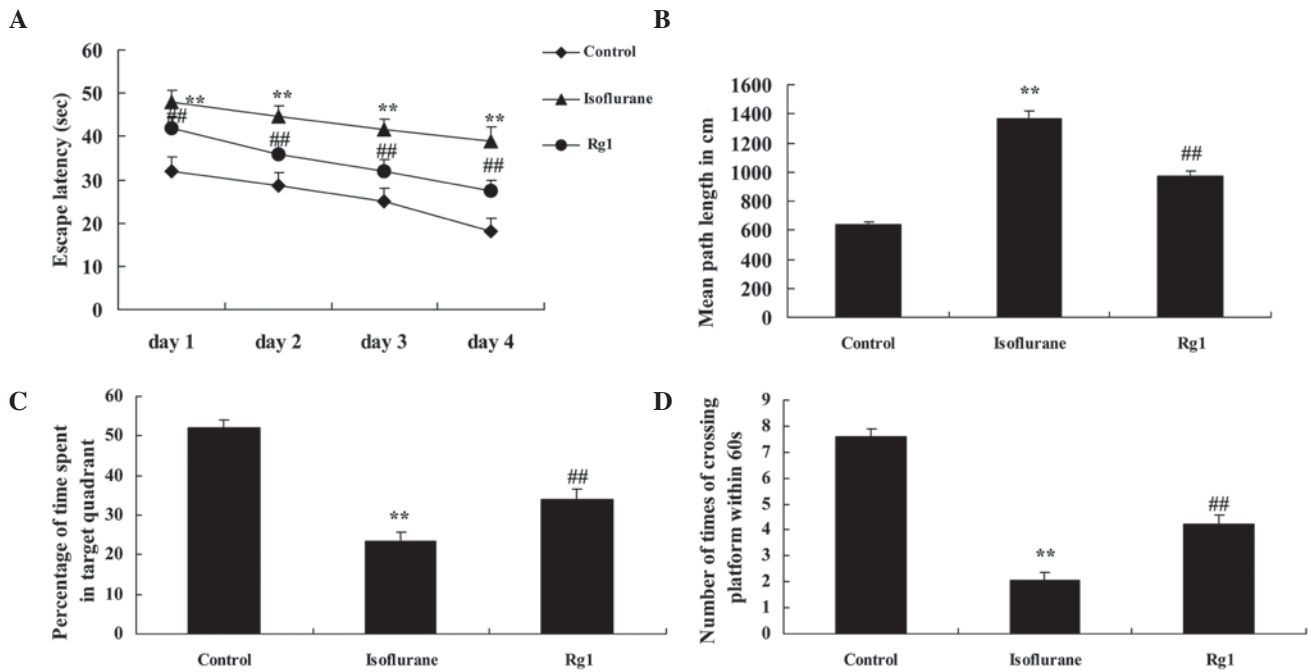 A
Escape latency (sec)
60
50
40
30
20
10
0
**
**
**
**
##
##
##
##
day 1
day 2
day 3
day 4
Control
Isoflurane
Rg1
B
Mean path length in cm
1600
1400
1200
1000
800
600
400
200
0
**
##
Control
Isoflurane
Rg1
C
Percentage of time spent
in target quadrant
60
50
40
30
20
10
0
**
##
Control
Isoflurane
Rg1
D
Number of times of crossing
platform within 60s
9
8
7
6
5
4
3
2
1
0
**
##
Control
Isoflurane
Rg1